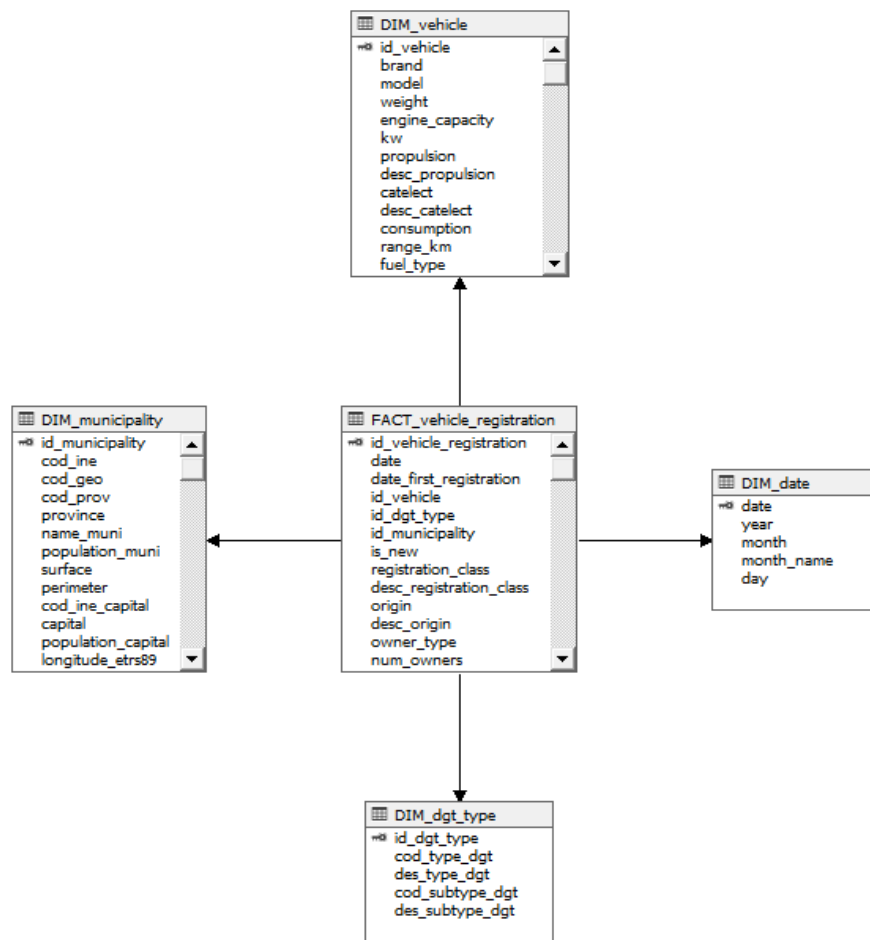 DIM_vehicle
id_vehicle
brand
model
weight
engine_capacity
kw
propulsion
desc_propulsion
catelect
desc_catelect
consumption
range_km
fuel_type
DIM_municipality
id_municipality
cod_ine
cod_geo
cod_prov
province
name_muni
population_muni
surface
perimeter
cod_ine_capital
capital
population_capital
longitude_etrs89
FACT_vehicle_registration
id_vehicle_registration
date
date_first_registration
id_vehicle
id_dgt_type
id_municipality
is_new
registration_class
desc_registration_class
origin
desc_origin
owner_type
num_owners
DIM_date
date
year
month
month_name
day
DIM_dgt_type
id_dgt_type
cod_type_dgt
des_type_dgt
cod_subtype_dgt
des_subtype_dgt